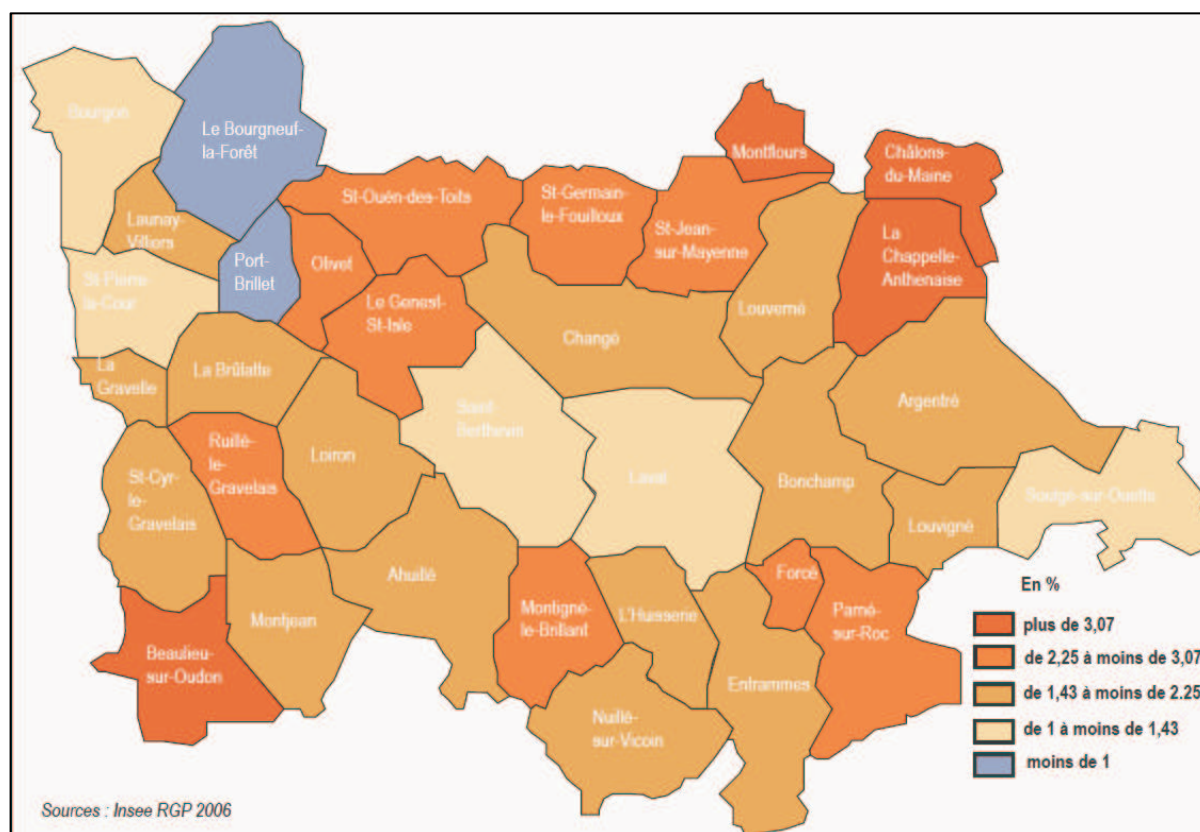 Bourgon
Le Bourgneuf-
la-Forêt
Montflours
Châlons-
du-Maine
St-Ouën-des-Toits
St-Germain-
le-Fouilloux
Launay-
Villiers
St-Jean-
sur-Mayenne
La
Chappelle-
Anthenaise
Port-
Brillet
Olivet
St-Pierre-
la-Cour
Le Genest-
St-Isle
Louverné
Changé
La
Gravelle
La Brûlatte
Argentré
Saint-
Berthevin
Ruillé-
le-
Gravelais
Loiron
St-Cyr-
le-
Gravelais
Laval
Bonchamp
Soulgé-sur-Ouette
Louvigné
Ahuillé
Forcé
En %
Montjean
Montigné-
le-Brillant
L'Huisserie
Parné-
sur-Roc
plus de 3,07
Beaulieu-
sur-Oudon
de 2,25 à moins de 3,07
Entrammes
de 1,43 à moins de 2.25
Nuillé-
sur-Vicoin
de 1 à moins de 1,43
moins de 1
Sources : Insee RGP 2006